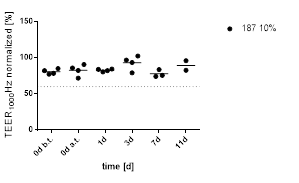 187 10%
TEER1000Hz normalized [%]
150
100
50
0
0d b.t.
0d a.t.
1d
3d
7d
11d
time [d]